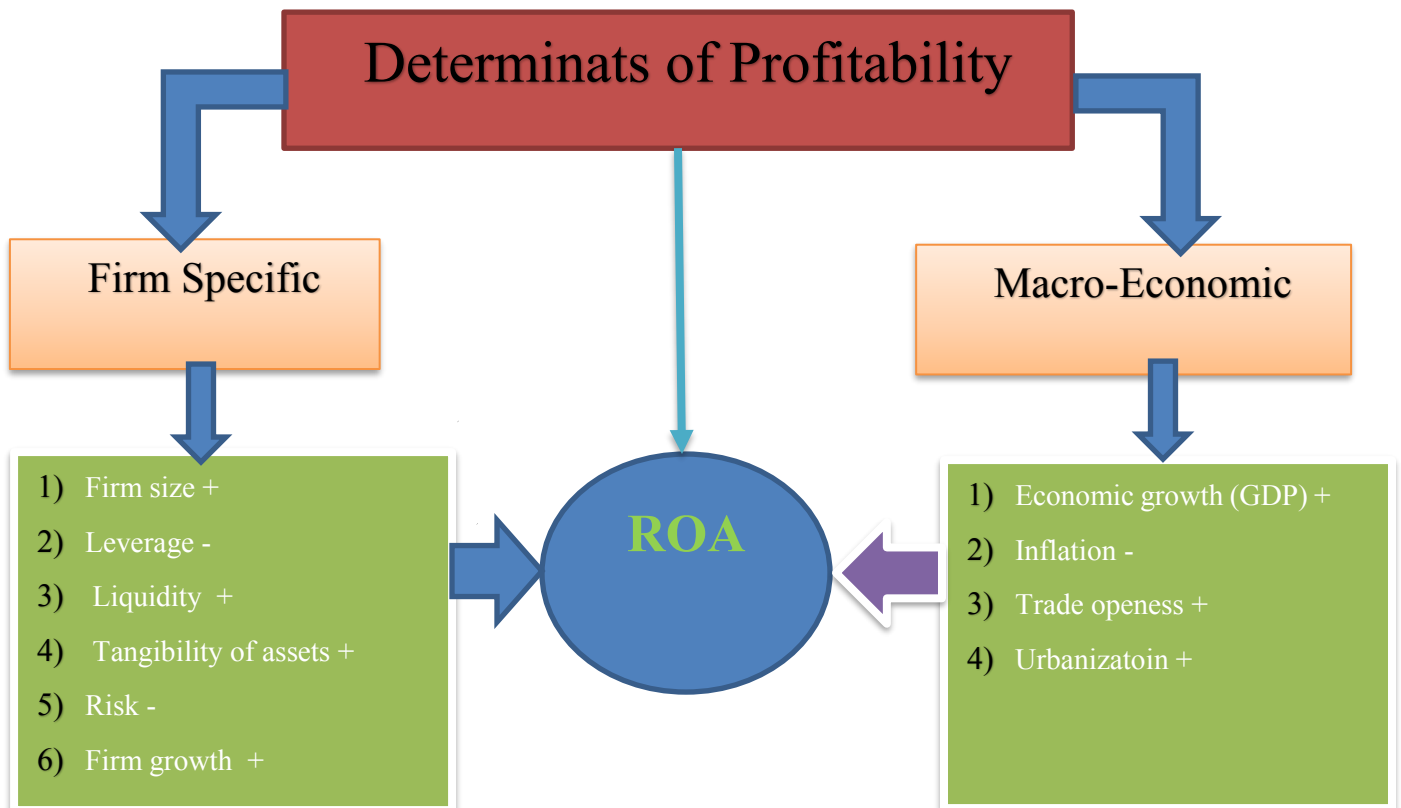 Determinats of Profitability
Firm Specific
Macro-Economic
1) Firm size +
2) Leverage -
3) Liquidity +
4) Tangibility of assets +
5) Risk -
6) Firm growth +
ROA
1) Economic growth (GDP) +
2) Inflation -
3) Trade openess +
4) Urbanizatoin +